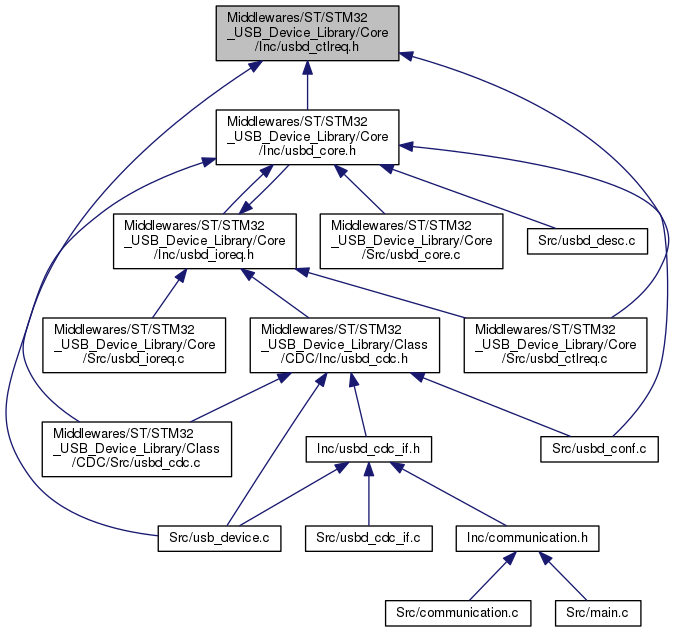 Middlewares/ST/STM32
_USB_Device_Library/Core
/Inc/usbd_ctlreq.h
Middlewares/ST/STM32
_USB_Device_Library/Core
/Inc/usbd_core.h
Middlewares/ST/STM32
_USB_Device_Library/Core
/Inc/usbd_ioreq.h
Middlewares/ST/STM32
_USB_Device_Library/Core
/Src/usbd_core.c
Src/usbd_desc.c
Middlewares/ST/STM32
_USB_Device_Library/Core
/Src/usbd_ioreq.c
Middlewares/ST/STM32
_USB_Device_Library/Class
/CDC/Inc/usbd_cdc.h
Middlewares/ST/STM32
_USB_Device_Library/Core
/Src/usbd_ctlreq.c
Middlewares/ST/STM32
_USB_Device_Library/Class
/CDC/Src/usbd_cdc.c
Inc/usbd_cdc_if.h
Src/usbd_conf.c
Src/usb_device.c
Src/usbd_cdc_if.c
Inc/communication.h
Src/communication.c
Src/main.c